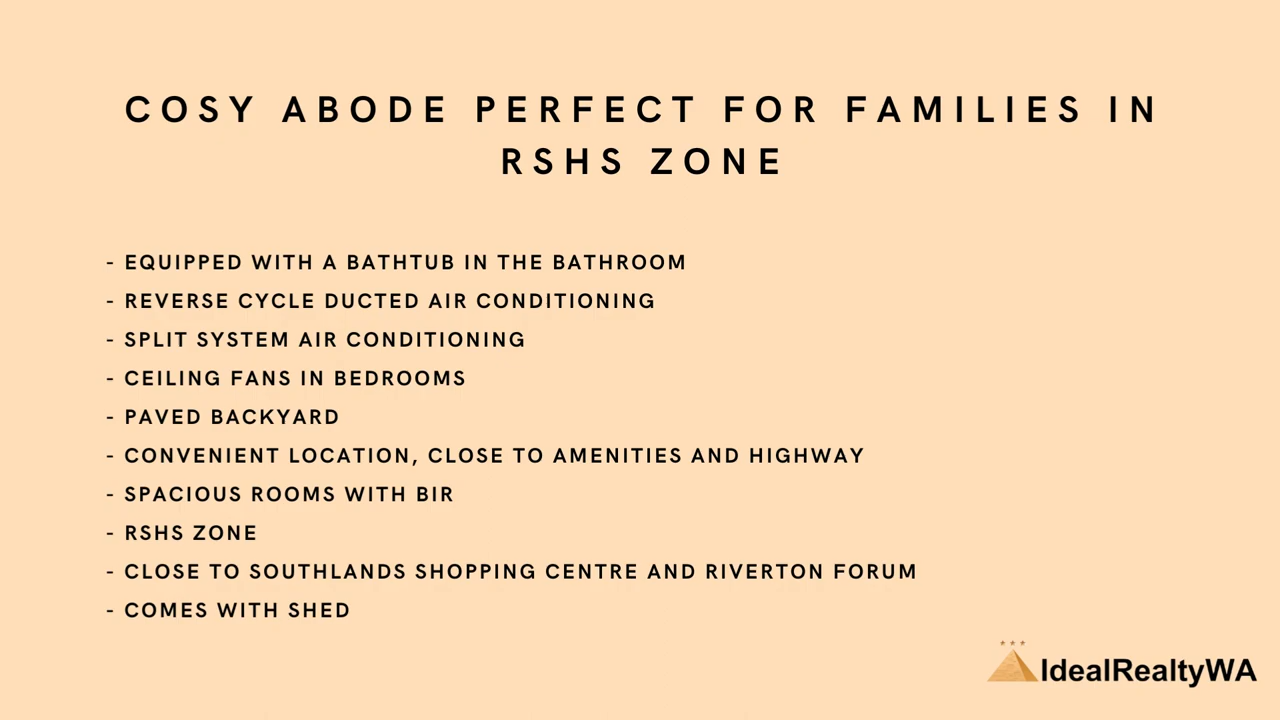 COSY ABODE PERFECT FOR FAMILIES IN
RSHS ZONE
- EQUIPPED WITH A BATHTUB IN THE BATHROOM
- REVERSE CYCLE DUCTED AIR CONDITIONING
- SPLIT SYSTEM AIR CONDITIONING
- CEILING FANS IN BEDROOMS
- PAVED BACKYARD
- CONVENIENT LOCATION, CLOSE TO AMENITIES AND HIGHWAY
- SPACIOUS ROOMS WITH BIR
- RSHS ZONE
- CLOSE TO SOUTHLANDS SHOPPING CENTRE AND RIVERTON FORUM
- COMES WITH SHED
IdealRealtyWA